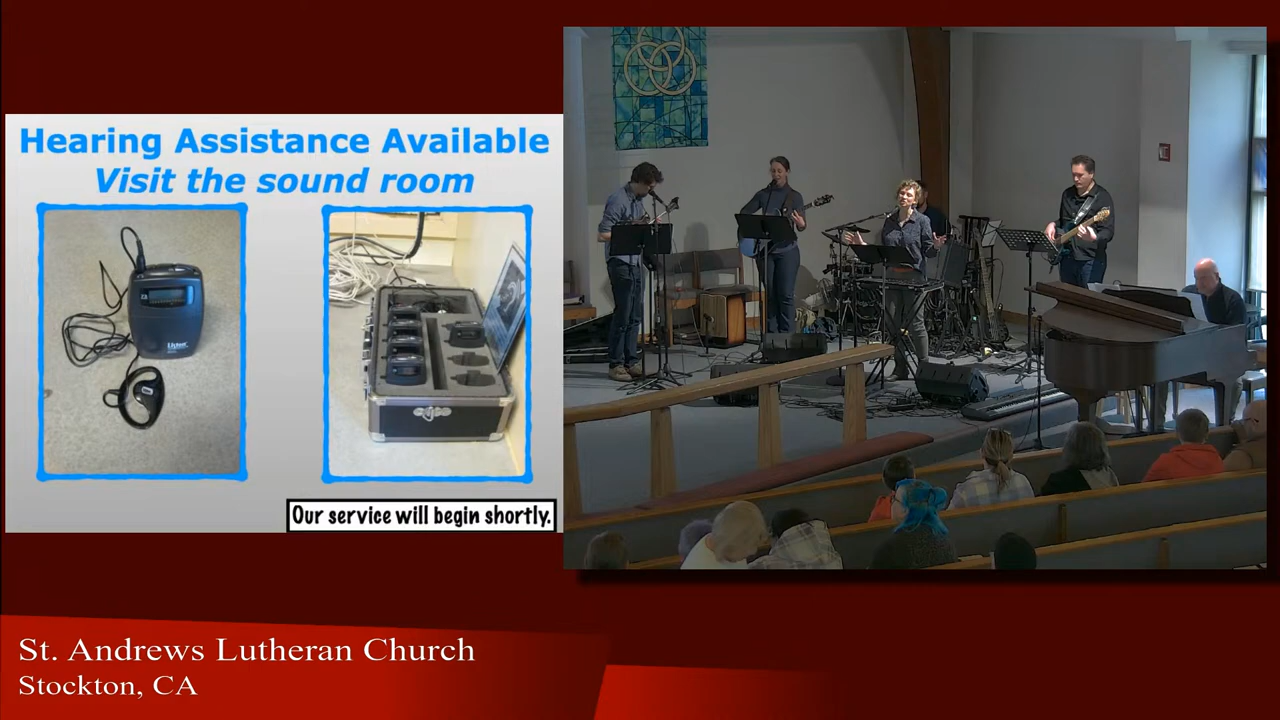 Hearing Assistance Available
Visit the sound room
Our service will begin shortly.
St. Andrews Lutheran Church
Stockton, CA